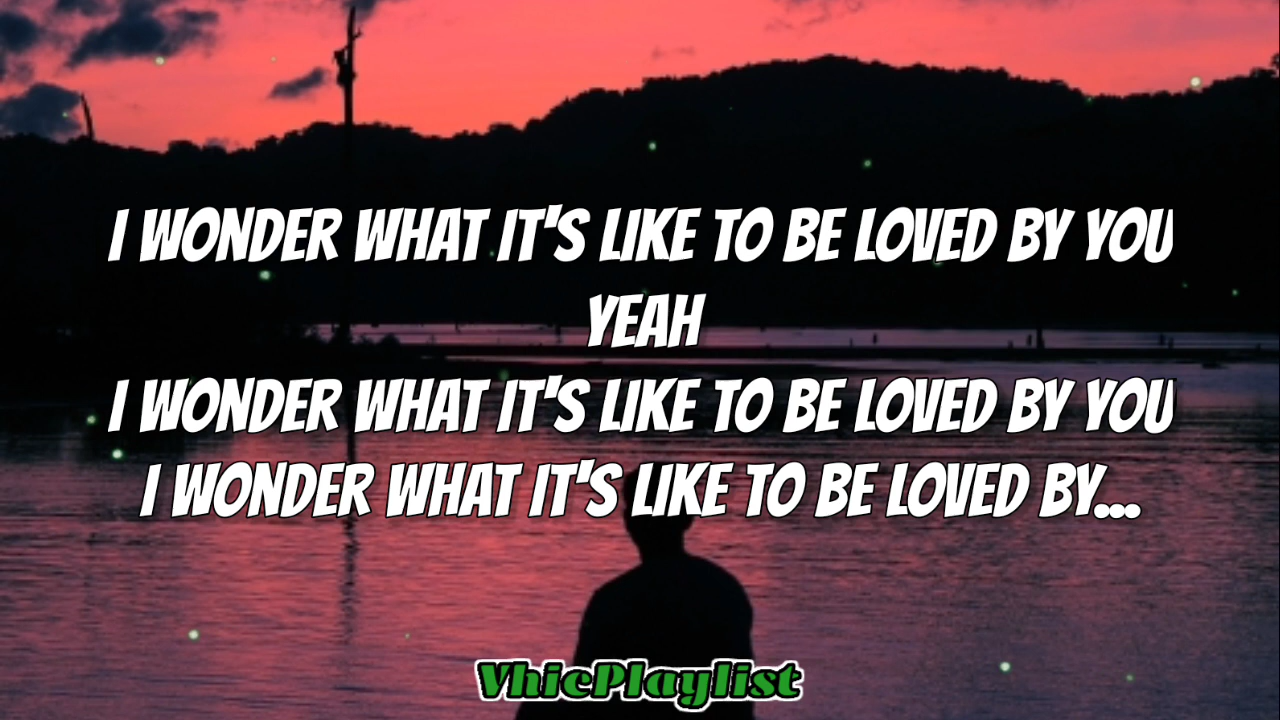 I WONDER WHAT IT'S LIKE TO BE LOVED BY YOU
YEAH
I WONDER WHAT IT'S LIKE TO BE LOVED BY YOU
I WONDER WHAT IT'S LIKE TO BE LOVED BY...
VhicPlaylist